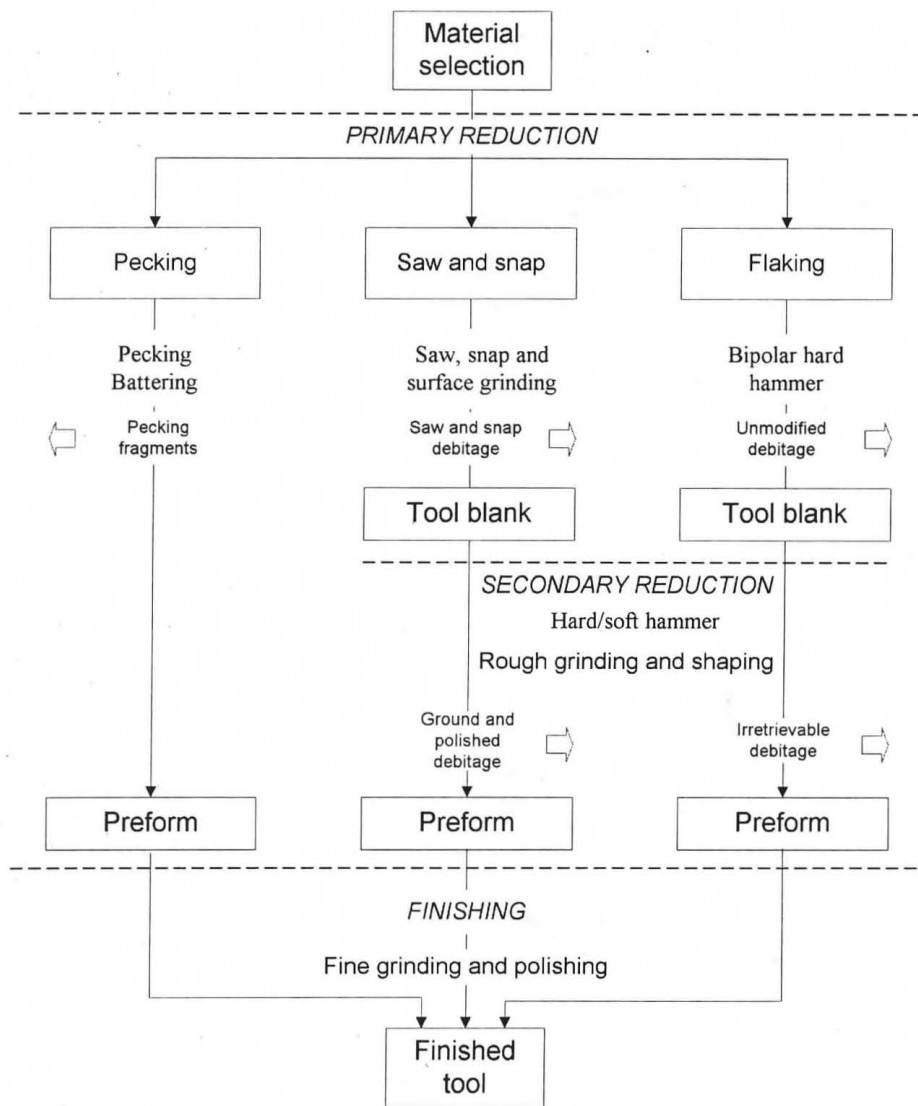 Material
selection
PRIMARY REDUCTION
Pecking
Saw and snap
Flaking
Pecking
Battering
Saw, snap and
surface grinding
Bipolar hard
hammer
Pecking
fragments
Saw and snap
debitage
Unmodified
debitage
Tool blank
Tool blank
SECONDARY REDUCTION
Hard/soft hammer
Rough grinding and shaping
Ground and
polished
debitage
Irretrievable
debitage
Preform
Preform
Preform
FINISHING
Fine grinding and polishing
Finished
tool